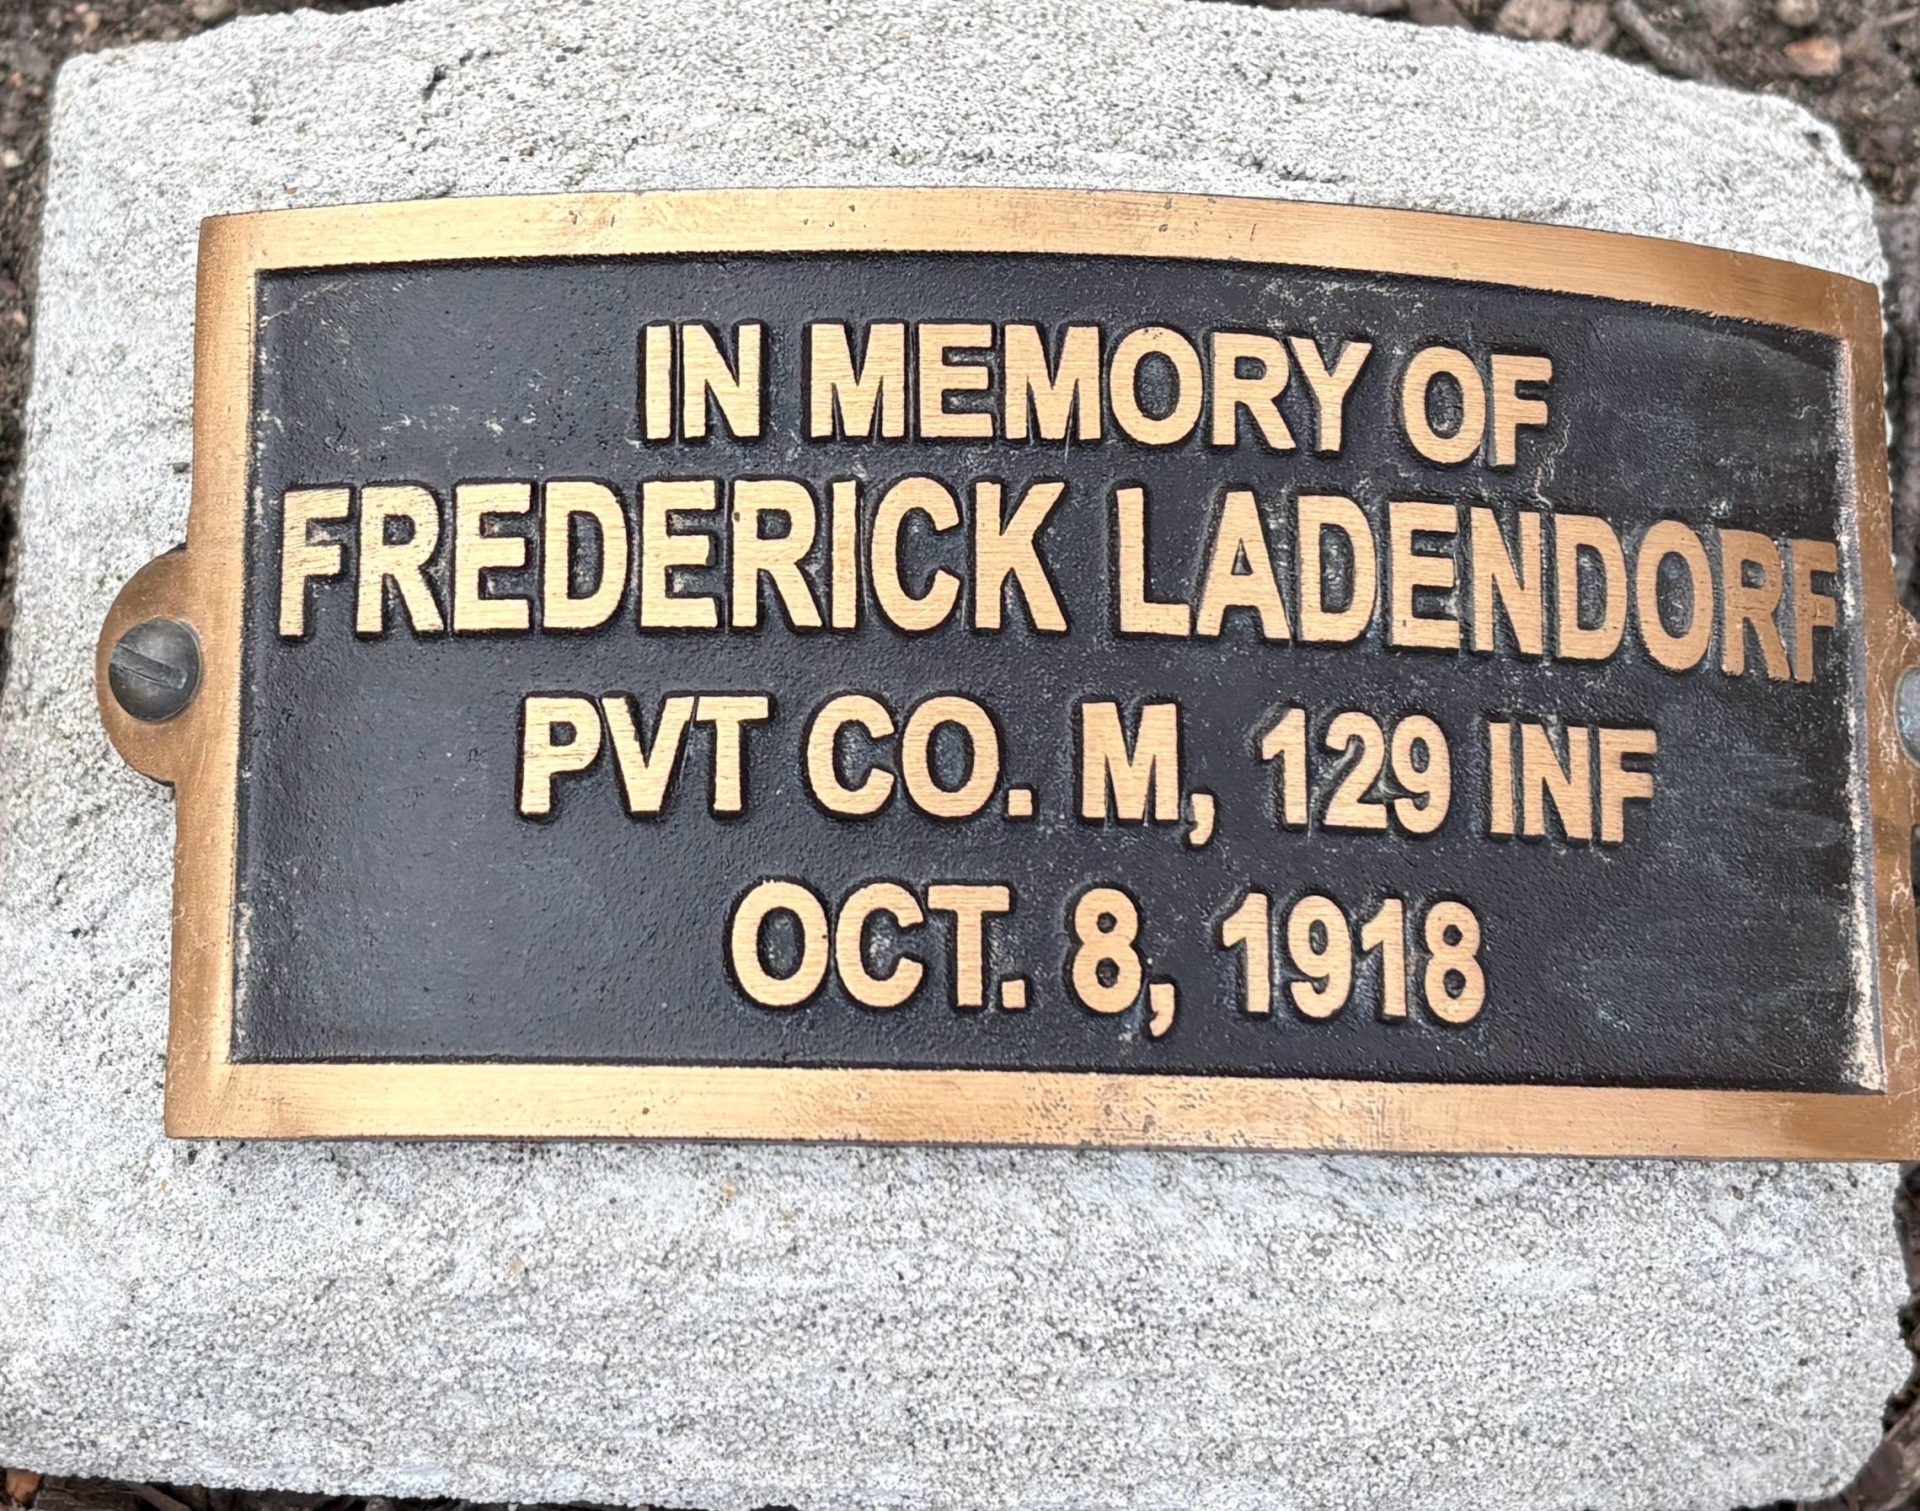 IN MEMORY OF
FREDERICK LADENDORF
PVT CO. M, 129 INF
OCT. 8, 1918